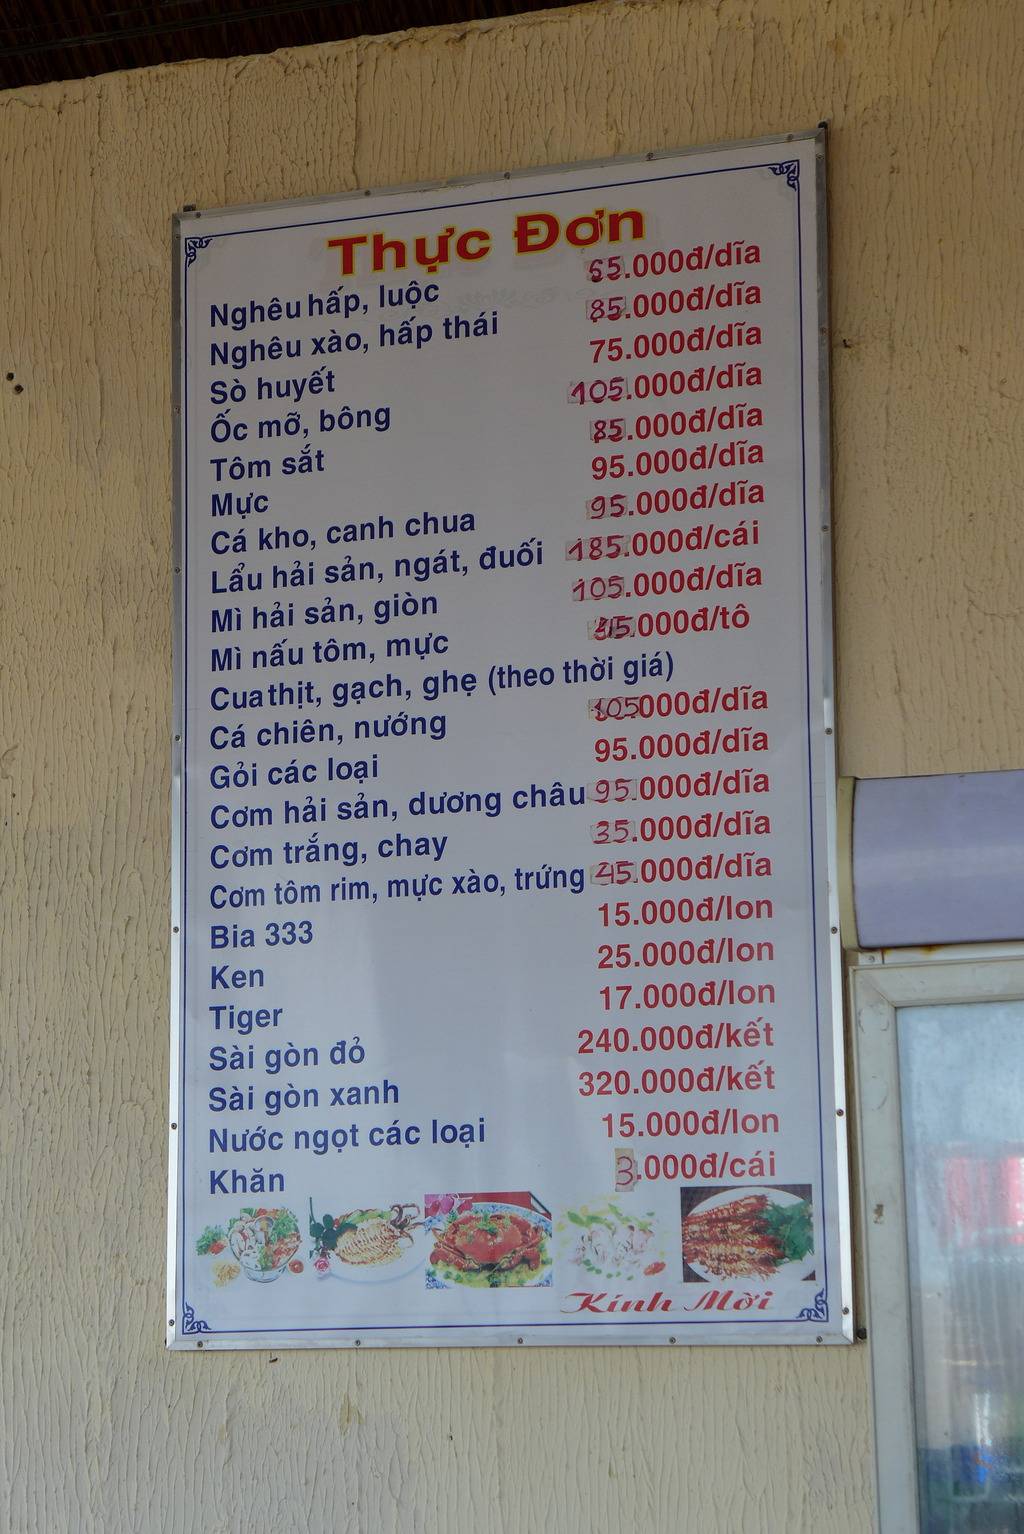 Thực Đơn
Nghêu hấp, luộc 65.000đ/dĩa
Nghêu xào, hấp thái 85.000đ/dĩa
Sò huyết 75.000đ/dĩa
Ốc mỡ, bông 105.000đ/dĩa
Tôm sắt 85.000đ/dĩa
Mực 95.000đ/dĩa
Cá kho, canh chua 95.000đ/dĩa
Lẩu hải sản, ngát, đuối 185.000đ/cái
Mì hải sản, giòn 105.000đ/dĩa
Mì nấu tôm, mực
Cua thịt, gạch, ghẹ (theo thời giá)
Cá chiên, nướng 105.000đ/dĩa
Gỏi các loại 95.000đ/dĩa
Cơm hải sản, dương châu 95.000đ/dĩa
Cơm trắng, chay 35.000đ/dĩa
Cơm tôm rim, mực xào, trứng 45.000đ/dĩa
Bia 333 15.000đ/lon
Ken 25.000đ/lon
Tiger 17.000đ/lon
Sài gòn đỏ 240.000đ/kết
Sài gòn xanh 320.000đ/kết
Nước ngọt các loại 15.000đ/lon
Khăn 3.000đ/cái
Kính Mời